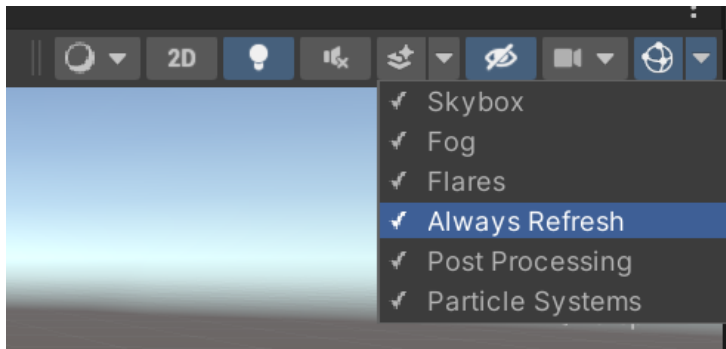 2D
Skybox
Fog
Flares
Always Refresh
Post Processing
Particle Systems